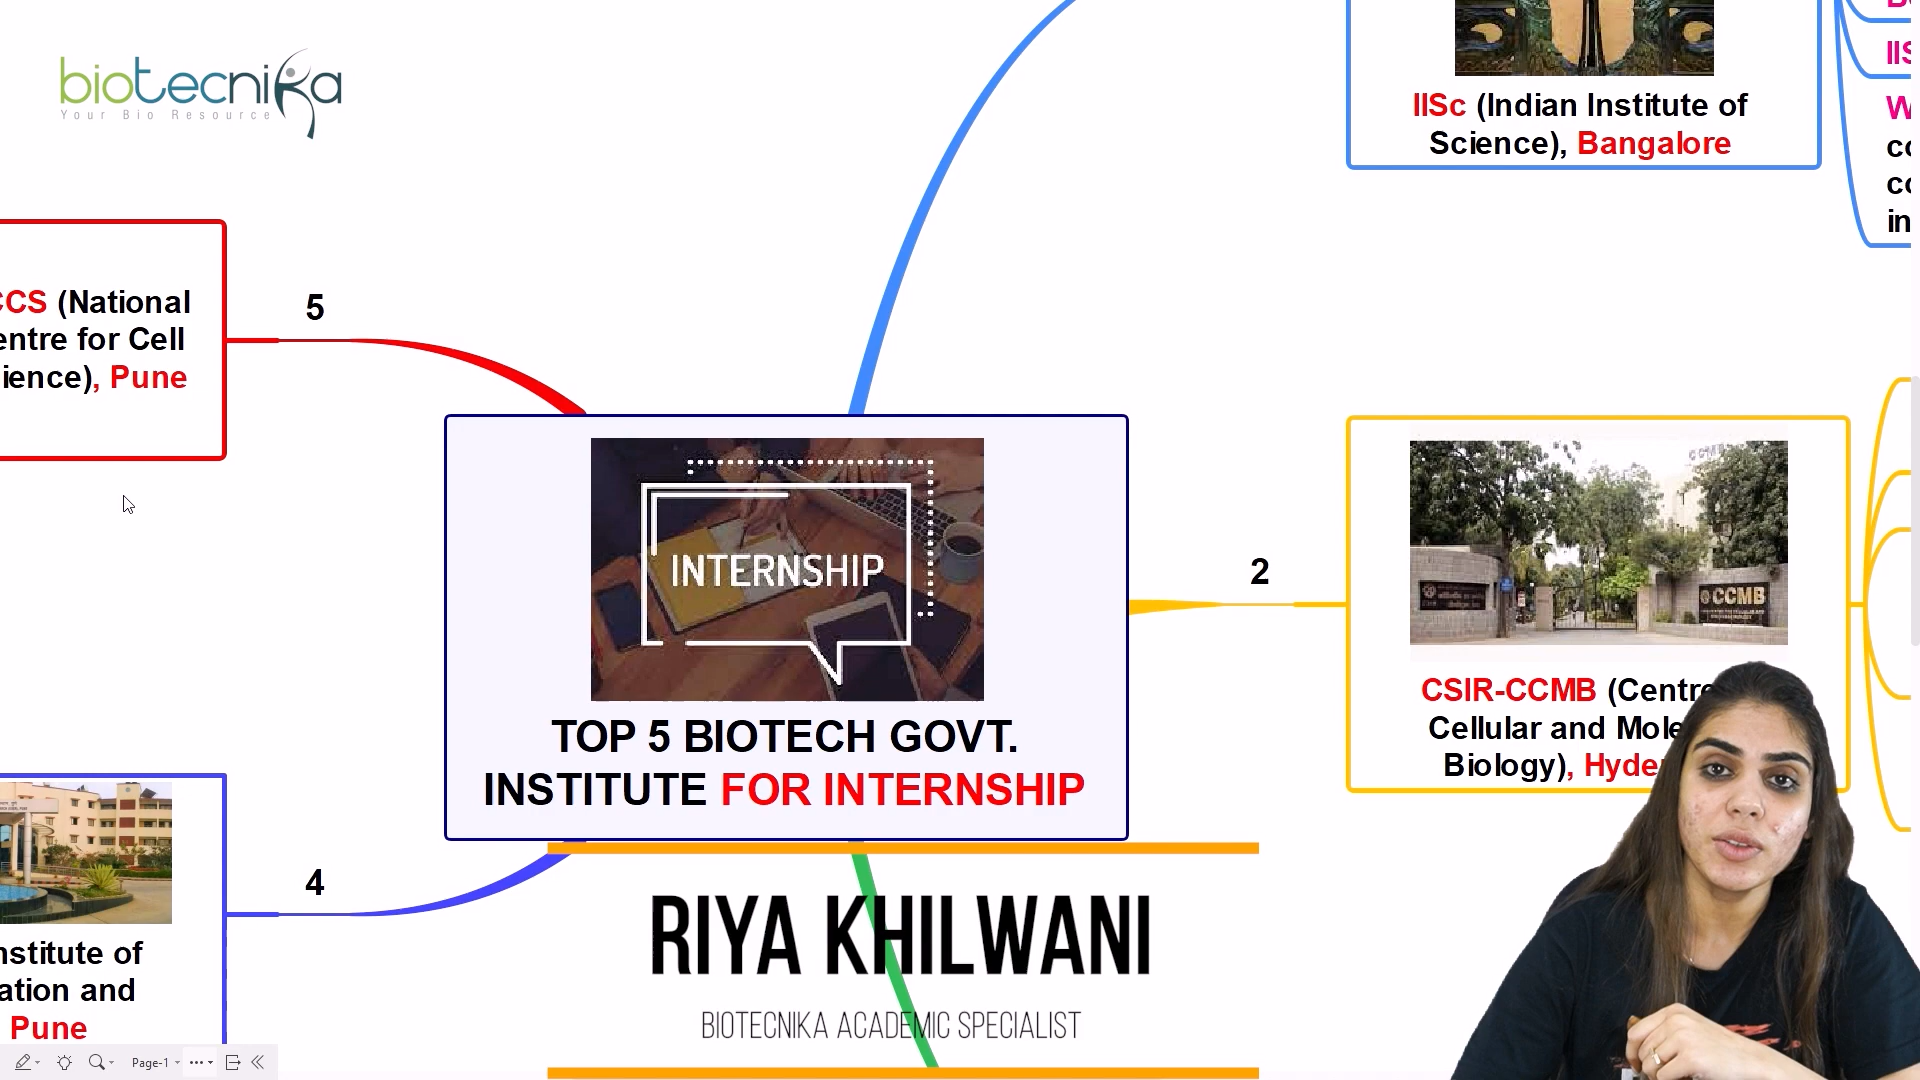 biotecnika
Your Bio Resource
IISc (Indian Institute of
Science), Bangalore
5
CCS (National
entre for Cell
ience), Pune
INTERNSHIP
TOP 5 BIOTECH GOVT.
INSTITUTE FOR INTERNSHIP
2
CCMB
CSIR-CCMB (Centre
Cellular and Mole
Biology), Hyde
4
nstitute of
ation and
Pune
RIYA KHILWANI
BIOTECNIKA ACADEMIC SPECIALIST
Page-1